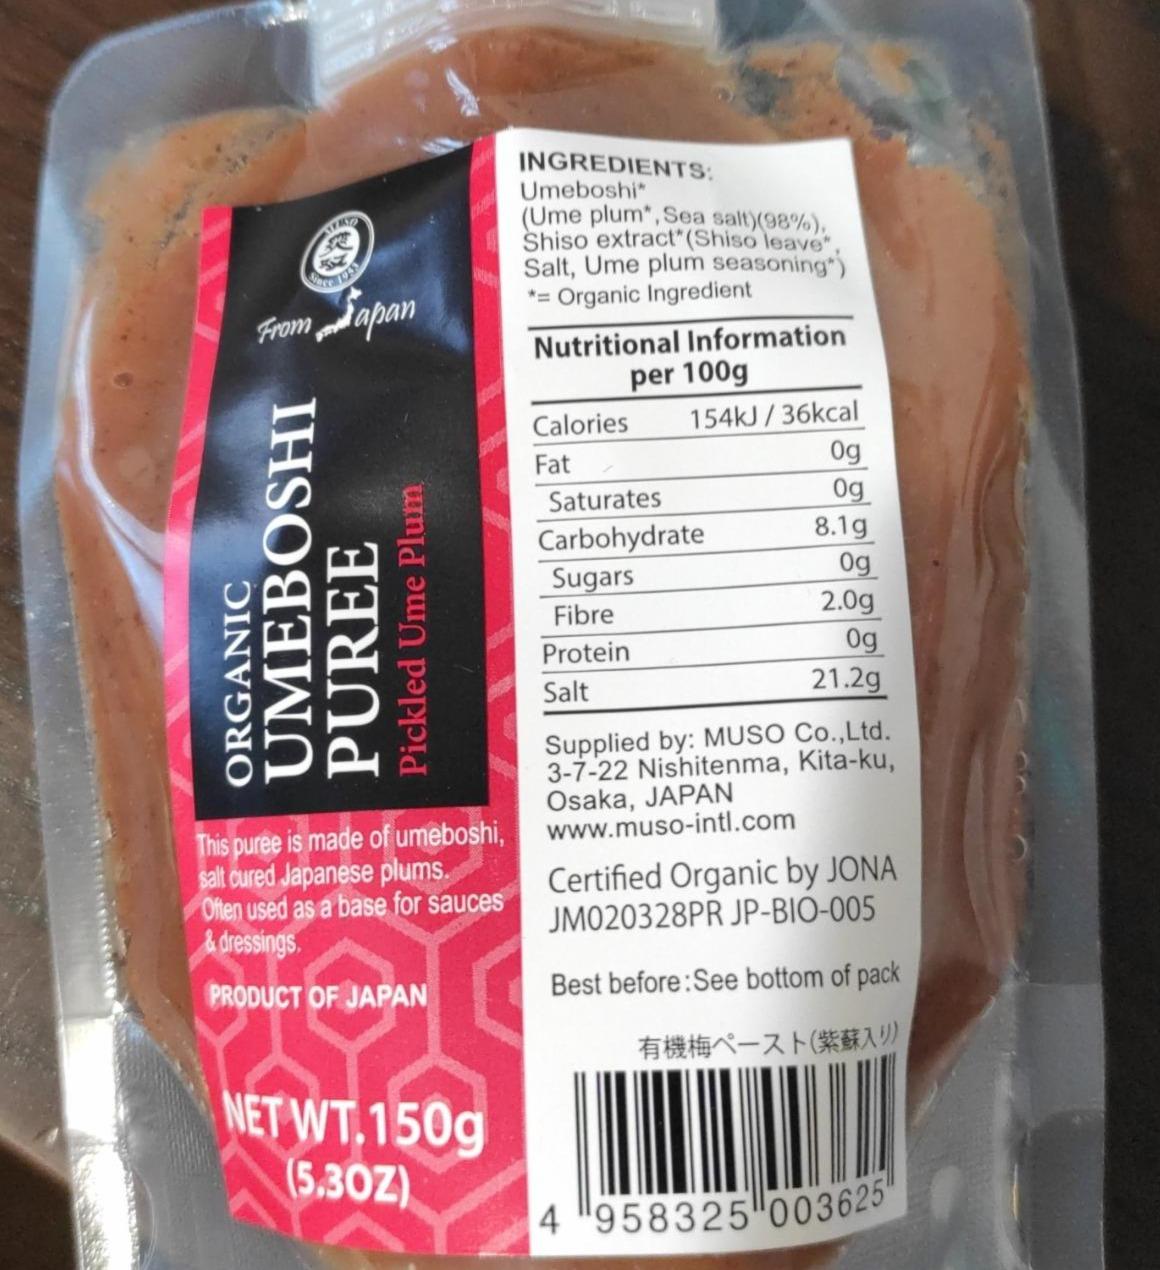 MUSO
Since 1985
From Japan
ORGANIC
UMEBOSHI
PUREE
Pickled Ume Plum
This puree is made of umeboshi,
salt cured Japanese plums.
Often used as a base for sauces
& dressings.
PRODUCT OF JAPAN
NET WT.150g
(5.3OZ)
INGREDIENTS:
Umeboshi*
(Ume plum*, Sea salt)(98%),
Shiso extract*(Shiso leave*,
Salt, Ume plum seasoning*)
*= Organic Ingredient
Nutritional Information
per 100g
Calories 154kJ / 36kcal
Fat 0g
Saturates 0g
Carbohydrate 8.1g
Sugars 0g
Fibre 2.0g
Protein 0g
Salt 21.2g
Supplied by: MUSO Co.,Ltd.
3-7-22 Nishitenma, Kita-ku,
Osaka, JAPAN
www.muso-intl.com
Certified Organic by JONA
JM020328PR JP-BIO-005
Best before:See bottom of pack
有機梅ペースト(紫蘇入り)
4 958325 003625